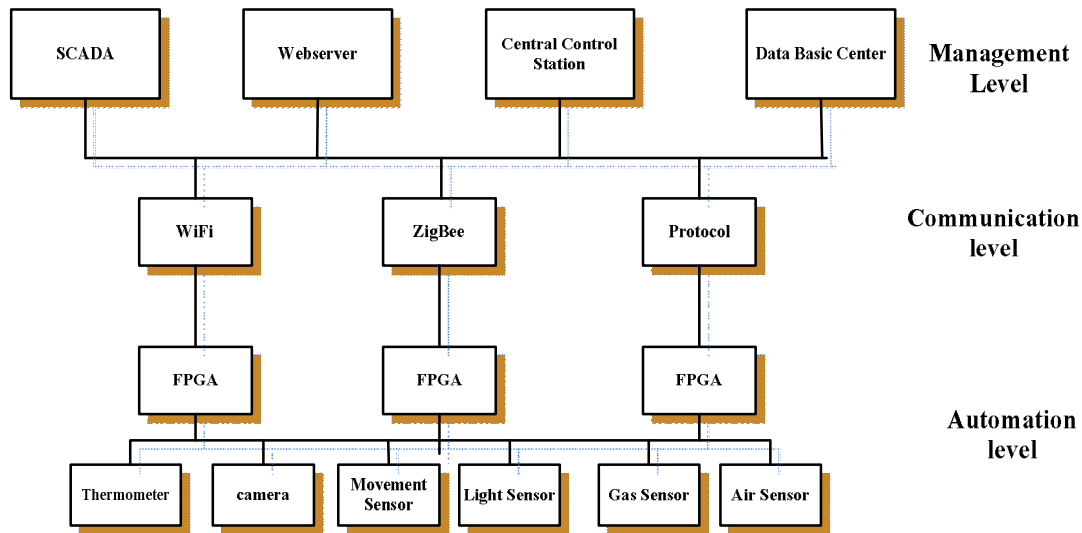 SCADA
Webserver
Central Control
Station
Data Basic Center
Management
Level
WiFi
ZigBee
Protocol
Communication
level
FPGA
FPGA
FPGA
Automation
level
Thermometer
camera
Movement
Sensor
Light Sensor
Gas Sensor
Air Sensor